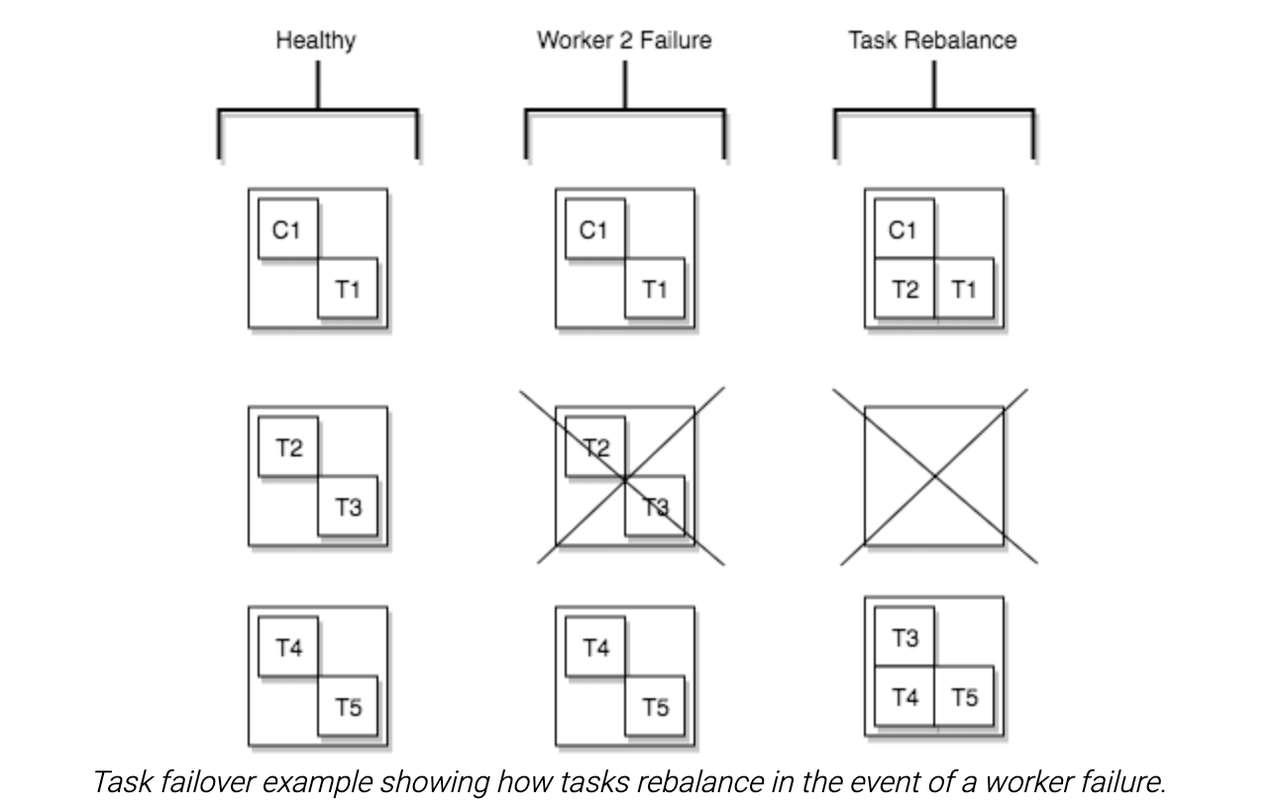 Healthy
Worker 2 Failure
Task Rebalance
C1
T1
C1
T1
C1
T2
T1
T2
T3
T2
T3
T4
T5
T4
T5
T3
T4
T5
Task failover example showing how tasks rebalance in the event of a worker failure.